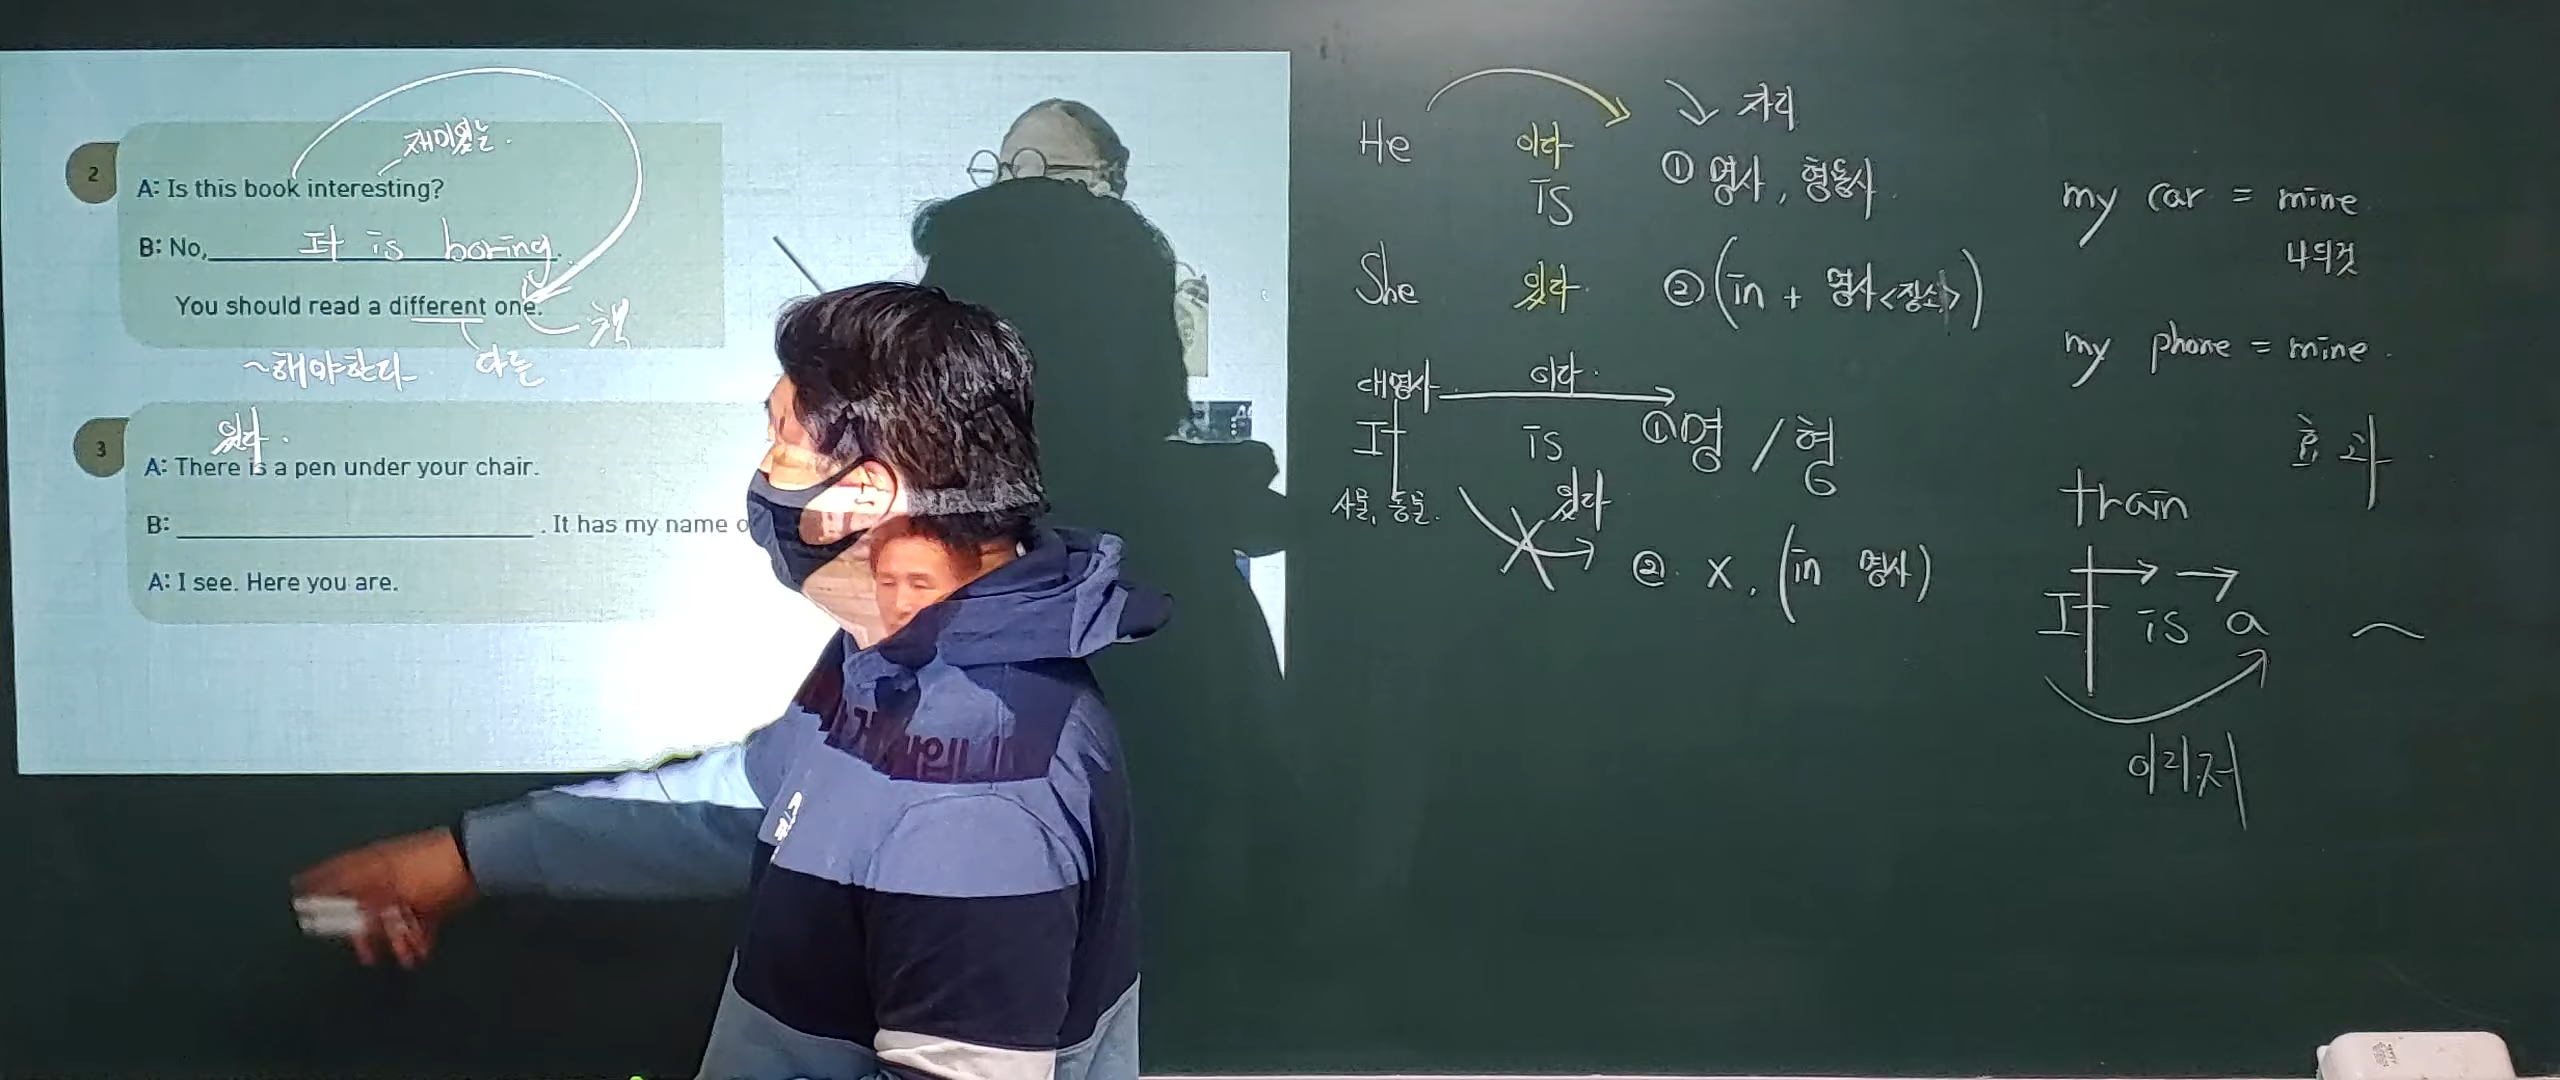 재미있는.
2
A: Is this book interesting?
B: No, It is boring.
You should read a different one.
책
~해야한다 다른
있다.
3
A: There is a pen under your chair.
B: . It has my name o
A: I see. Here you are.
He 이다 자리
is ① 명사, 형용사
She 있다 ② (in + 명사<장소>)
대명사 이다.
It is ① 명 / 형
사물, 동물. 있다
② X. (in 명사)
my car = mine
나의것
my phone = mine.
효과
train
It is a ~
이리저